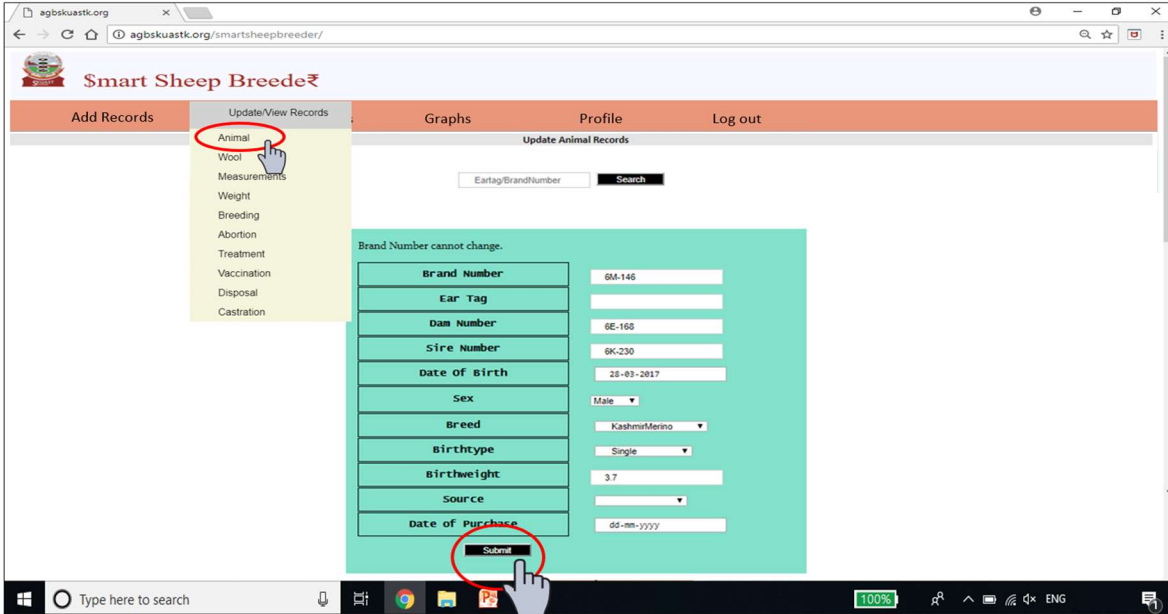 agbskuastk.org
agbskuastk.org/smartsheepbreeder/
$mart Sheep Breede₹
Add Records
Update/View Records
Graphs
Profile
Log out
Animal
Wool
Measurements
Weight
Breeding
Abortion
Treatment
Vaccination
Disposal
Castration
Update Animal Records
Eartag/BrandNumber
Search
Brand Number cannot change.
Brand Number 6M-146
Ear Tag
Dam Number 6E-168
Sire Number 6K-230
Date Of Birth 28-03-2017
Sex Male
Breed KashmirMerino
Birthtype Single
Birthweight 3.7
Source
Date of Purchase dd-mm-yyyy
Submit
Type here to search
100%
ENG